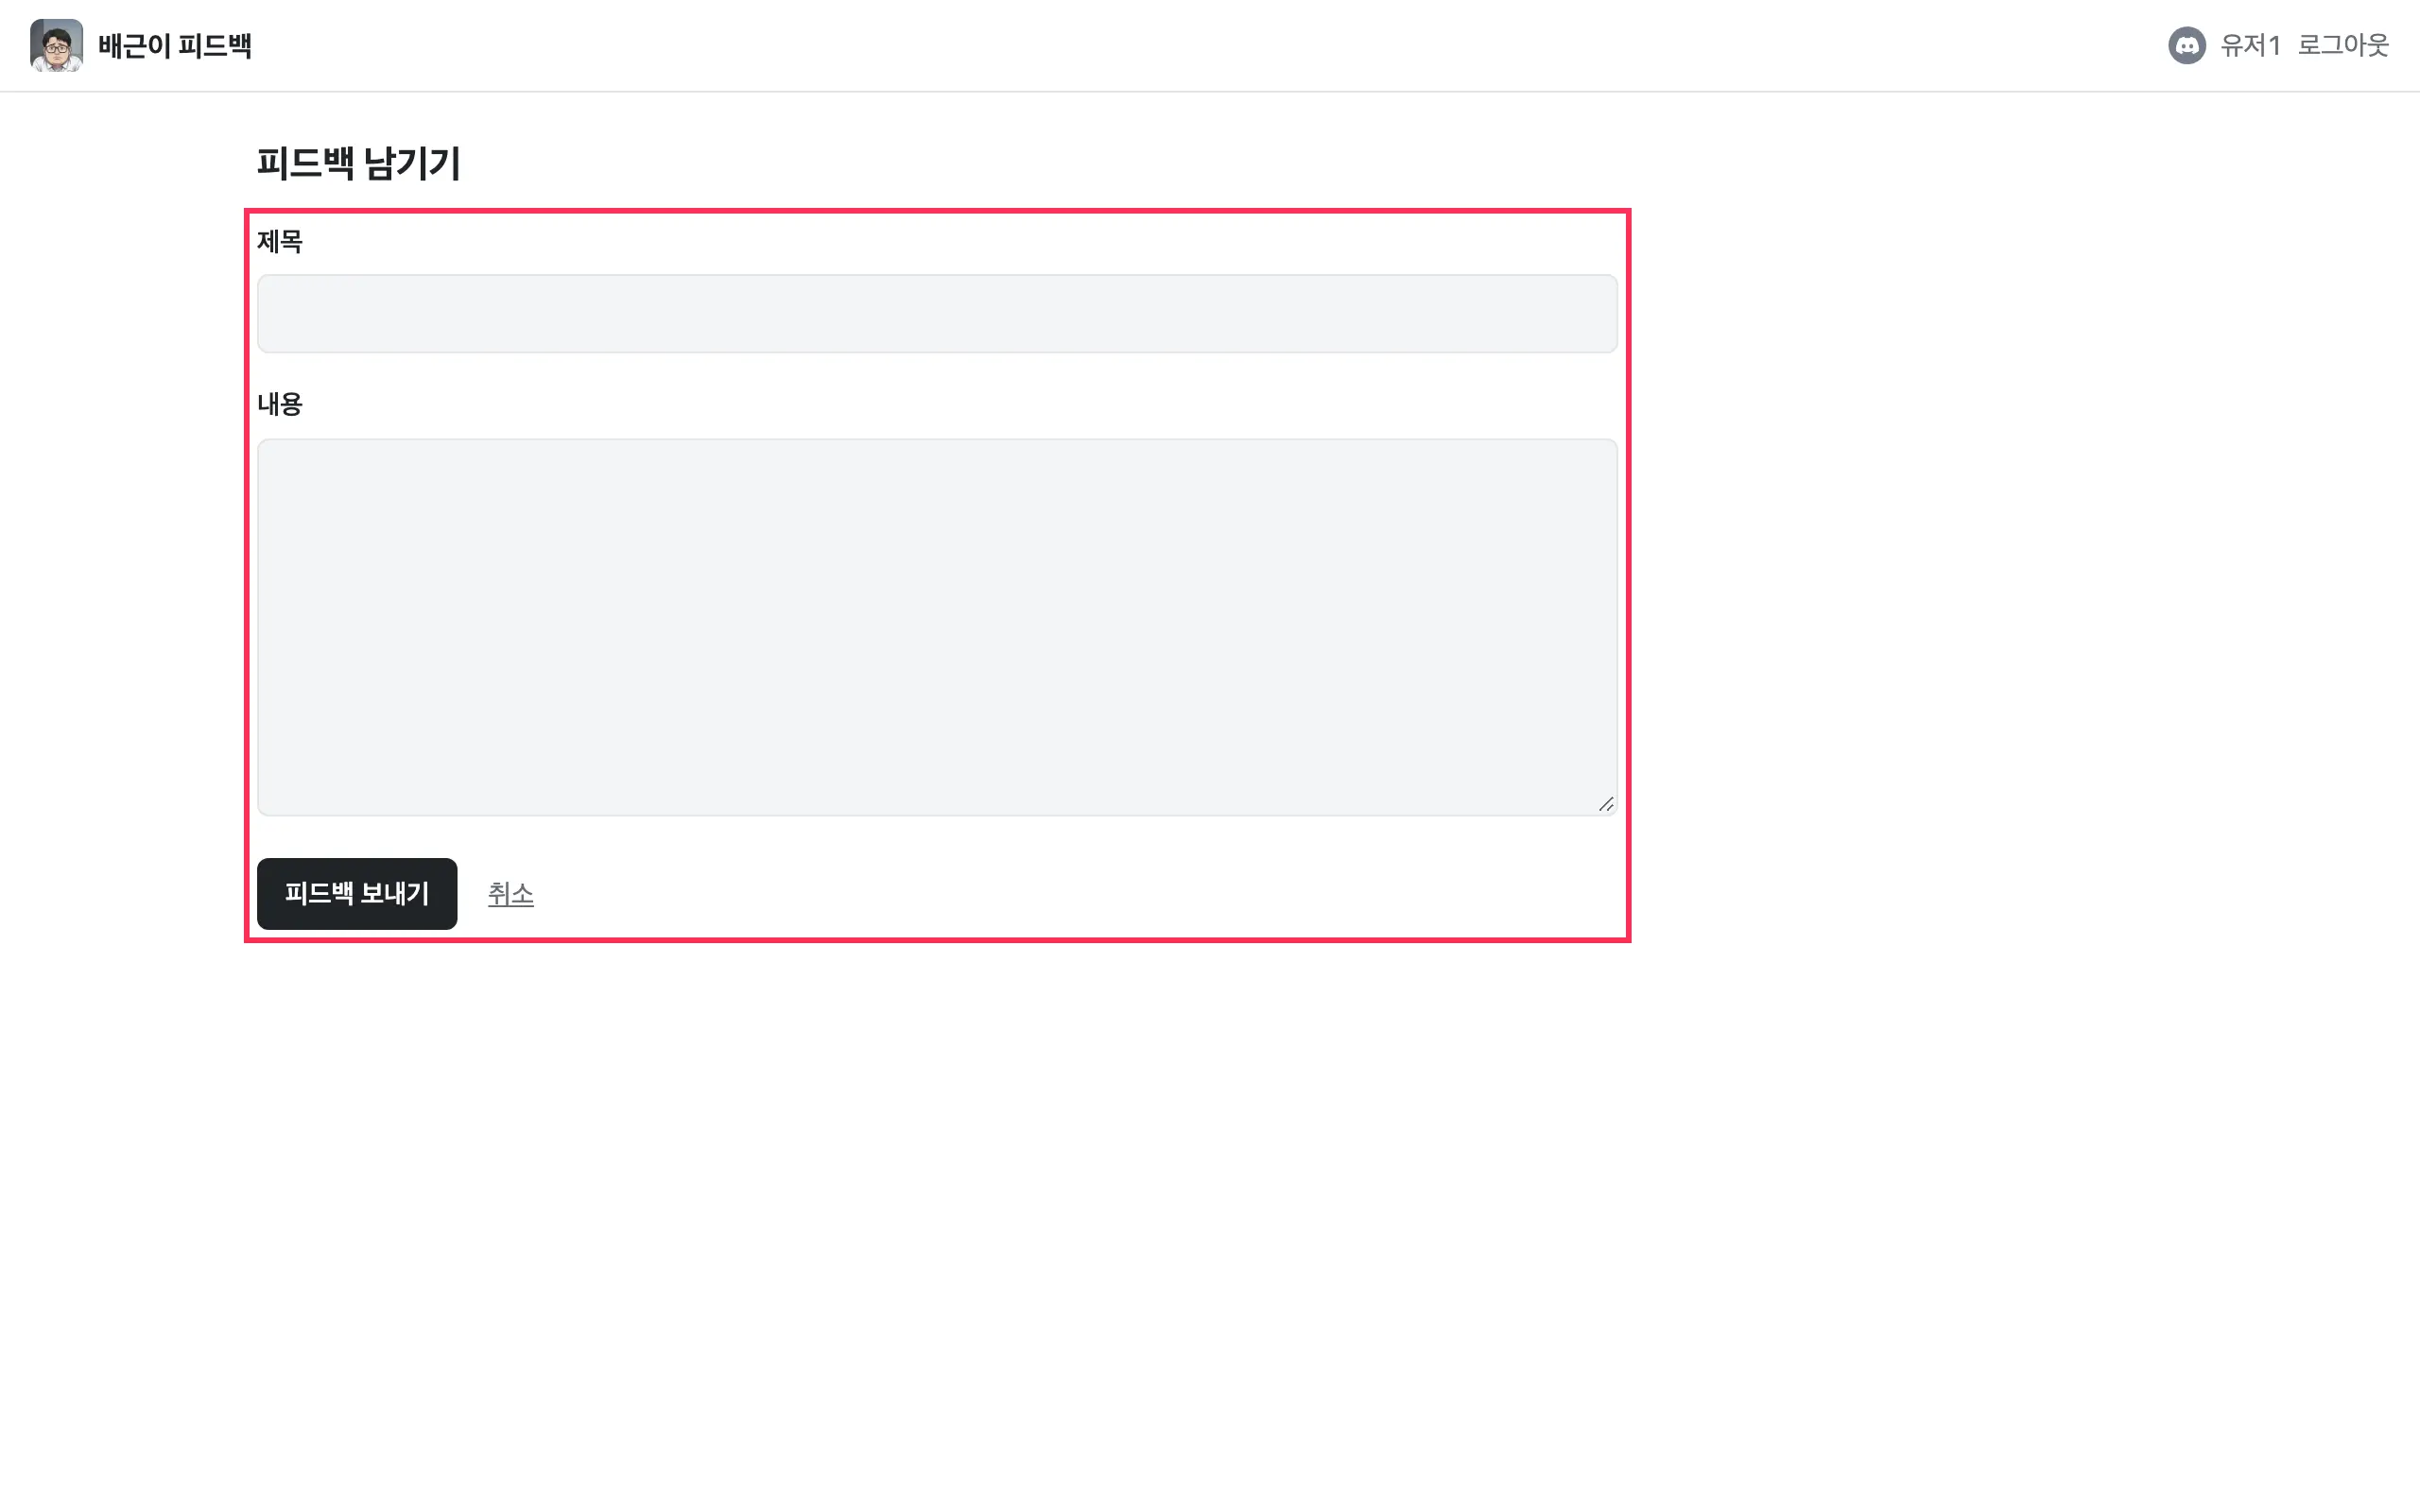 배근이 피드백
유저1 로그아웃
피드백 남기기
제목
내용
피드백 보내기 취소